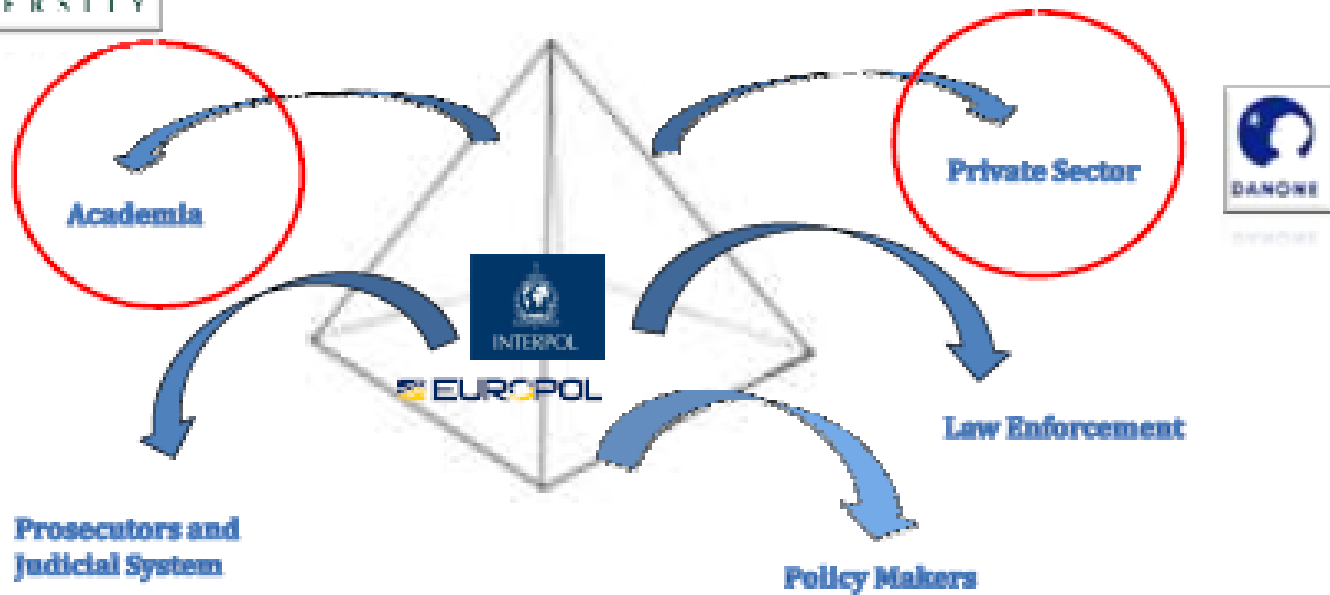 Academia
Private Sector
DANONE
INTERPOL
EUROPOL
Law Enforcement
Prosecutors and
Judicial System
Policy Makers